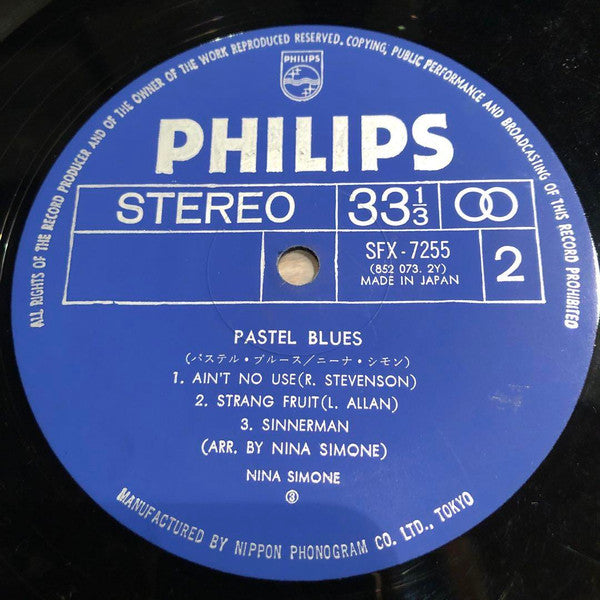 ALL RIGHTS OF THE RECORD PRODUCER AND OF THE OWNER OF THE WORK REPRODUCED RESERVED. COPYING, PUBLIC PERFORMANCE AND BROADCASTING OF THIS RECORD PROHIBITED
PHILIPS
PHILIPS
STEREO 33 1/3
SFX-7255
(852 073. 2Y)
MADE IN JAPAN
2
PASTEL BLUES
(パステル・ブルース/ニーナ・シモン)
1. AIN'T NO USE(R. STEVENSON)
2. STRANG FRUIT(L. ALLAN)
3. SINNERMAN
(ARR. BY NINA SIMONE)
NINA SIMONE
③
MANUFACTURED BY NIPPON PHONOGRAM CO. LTD., TOKYO